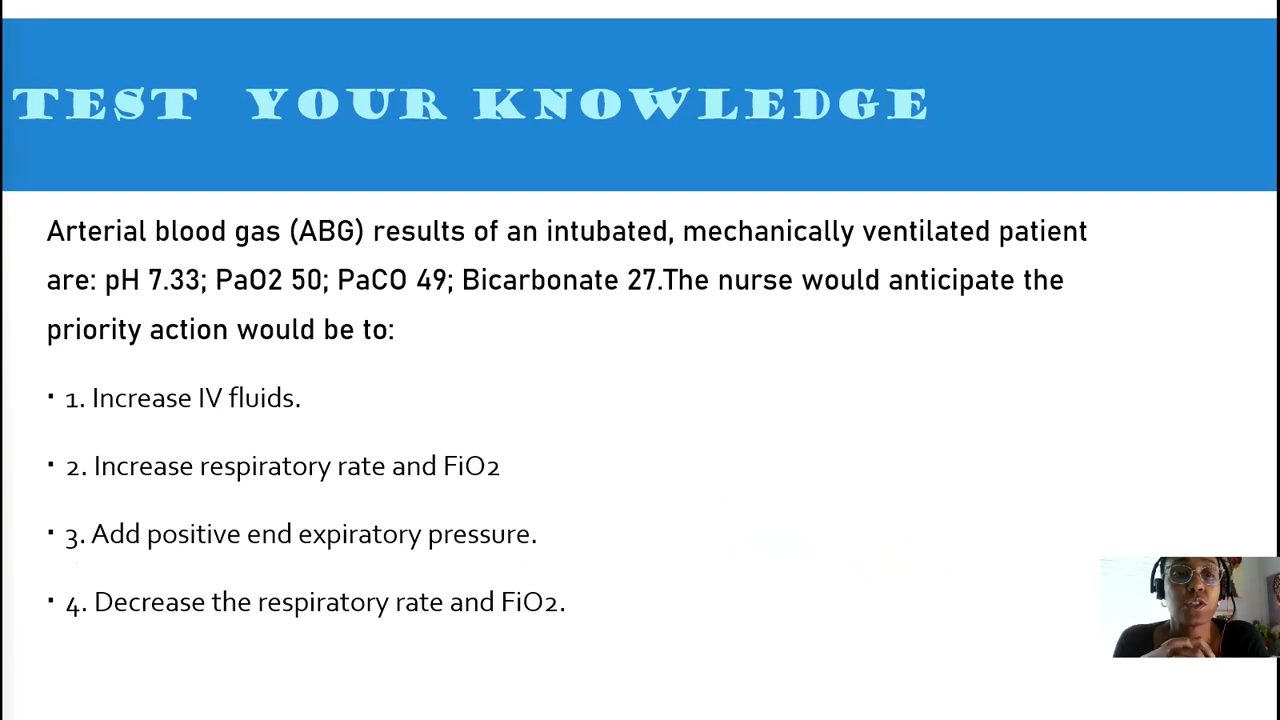 TEST YOUR KNOWLEDGE
Arterial blood gas (ABG) results of an intubated, mechanically ventilated patient
are: pH 7.33; PaO2 50; PaCO 49; Bicarbonate 27.The nurse would anticipate the
priority action would be to:
▪ 1. Increase IV fluids.
▪ 2. Increase respiratory rate and FiO2
▪ 3. Add positive end expiratory pressure.
▪ 4. Decrease the respiratory rate and FiO2.